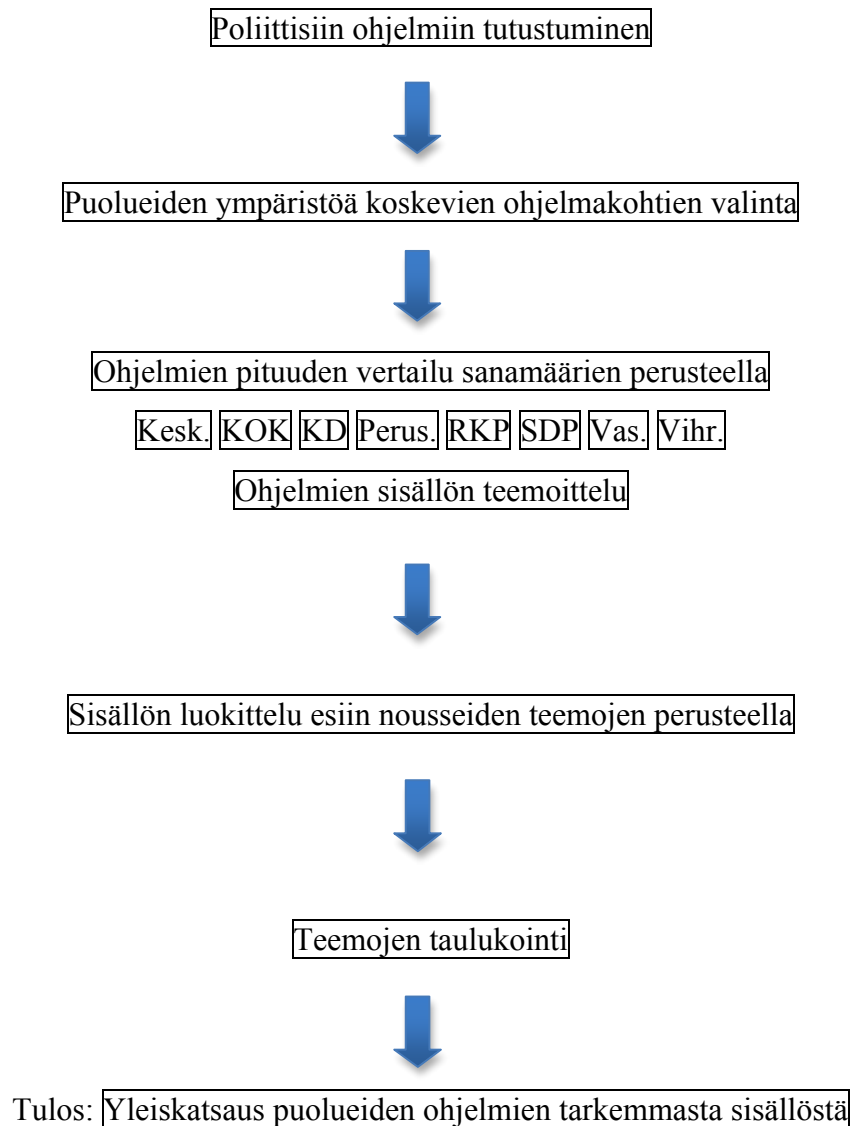 Poliittisiin ohjelmiin tutustuminen
Puolueiden ympäristöä koskevien ohjelmakohtien valinta
Ohjelmien pituuden vertailu sanamäärien perusteella
Kesk. KOK KD Perus. RKP SDP Vas. Vihr.
Ohjelmien sisällön teemoittelu
Sisällön luokittelu esiin nousseiden teemojen perusteella
Teemojen taulukointi
Tulos: Yleiskatsaus puolueiden ohjelmien tarkemmasta sisällöstä